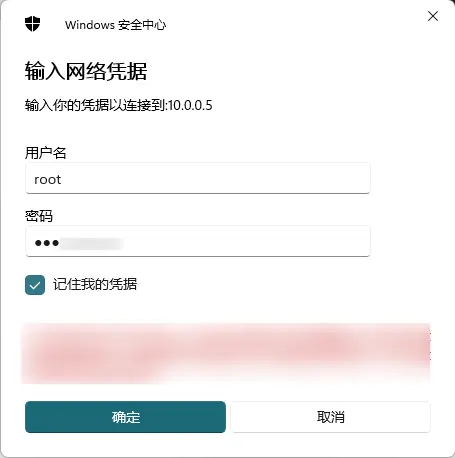 Windows 安全中心
输入网络凭据
输入你的凭据以连接到:10.0.0.5
用户名
root
密码
●●●
记住我的凭据
确定
取消